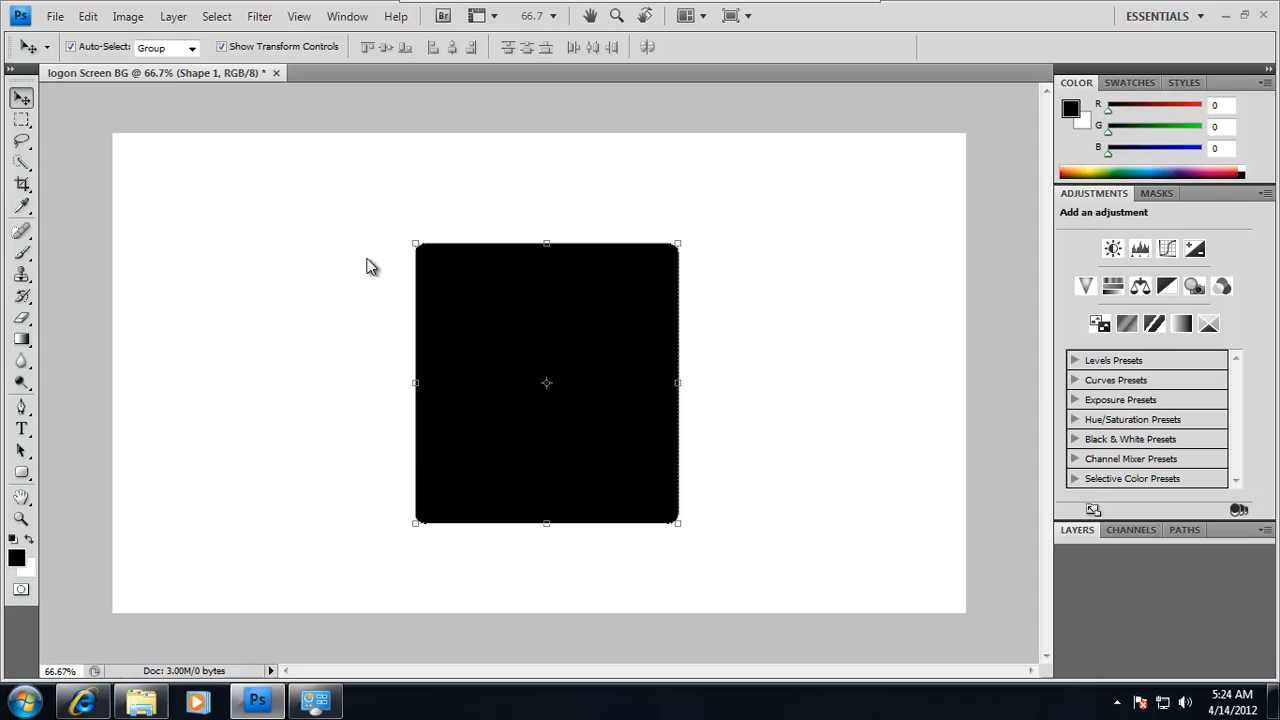 Ps File Edit Image Layer Select Filter View Window Help Br 66.7 ESSENTIALS
Auto-Select: Group Show Transform Controls
logon Screen BG @ 66.7% (Shape 1, RGB/8) *
COLOR SWATCHES STYLES
R 0
G 0
B 0
ADJUSTMENTS MASKS
Add an adjustment
Levels Presets
Curves Presets
Exposure Presets
Hue/Saturation Presets
Black & White Presets
Channel Mixer Presets
Selective Color Presets
LAYERS CHANNELS PATHS
T
66.67% Doc: 3.00M/0 bytes
Ps
5:24 AM
4/14/2012